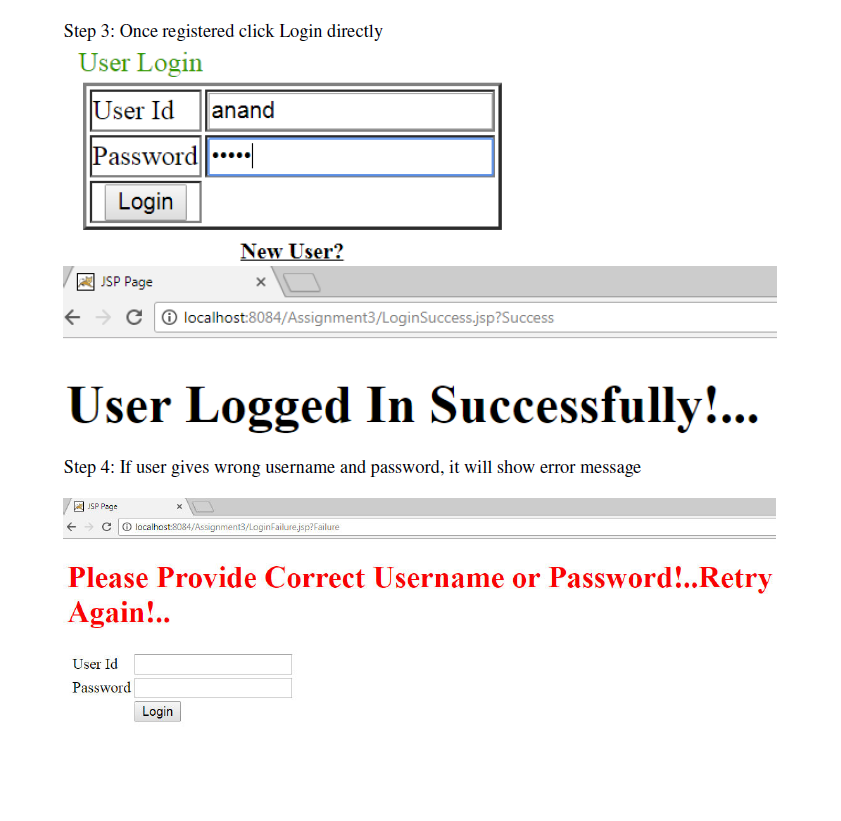 Step 3: Once registered click Login directly
User Login
User Id anand
Password •••••
Login
New User?
JSP Page
localhost:8084/Assignment3/LoginSuccess.jsp?Success
User Logged In Successfully!...
Step 4: If user gives wrong username and password, it will show error message
JSP Page
localhost:8084/Assignment3/LoginFailure.jsp?Failure
Please Provide Correct Username or Password!..Retry
Again!..
User Id
Password
Login